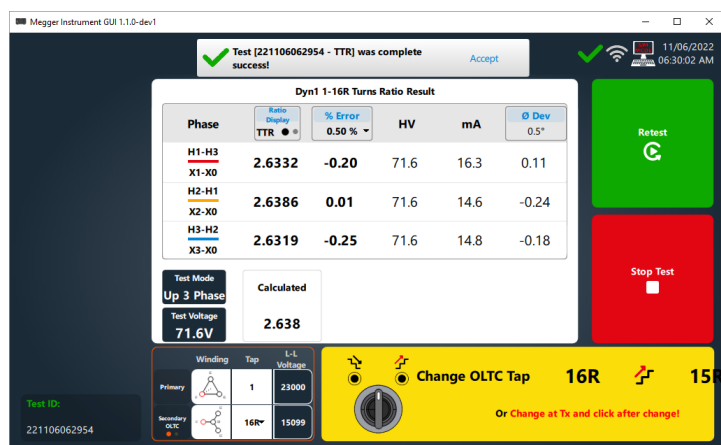 Megger Instrument GUI 1.1.0-dev1
Test [221106062954 - TTR] was complete
success!
Accept
11/06/2022
06:30:02 AM
Dyn1 1-16R Turns Ratio Result
Phase
Ratio
Display
TTR
% Error
0.50 %
HV
mA
Ø Dev
0.5°
H1-H3
X1-X0
2.6332
-0.20
71.6
16.3
0.11
H2-H1
X2-X0
2.6386
0.01
71.6
14.6
-0.24
H3-H2
X3-X0
2.6319
-0.25
71.6
14.8
-0.18
Retest
Stop Test
Test Mode
Up 3 Phase
Test Voltage
71.6V
Calculated
2.638
Winding
Tap
L-L
Voltage
Primary
1
23000
Secondary
OLTC
16R
15099
Change OLTC Tap
16R
15R
Or Change at Tx and click after change!
Test ID:
221106062954